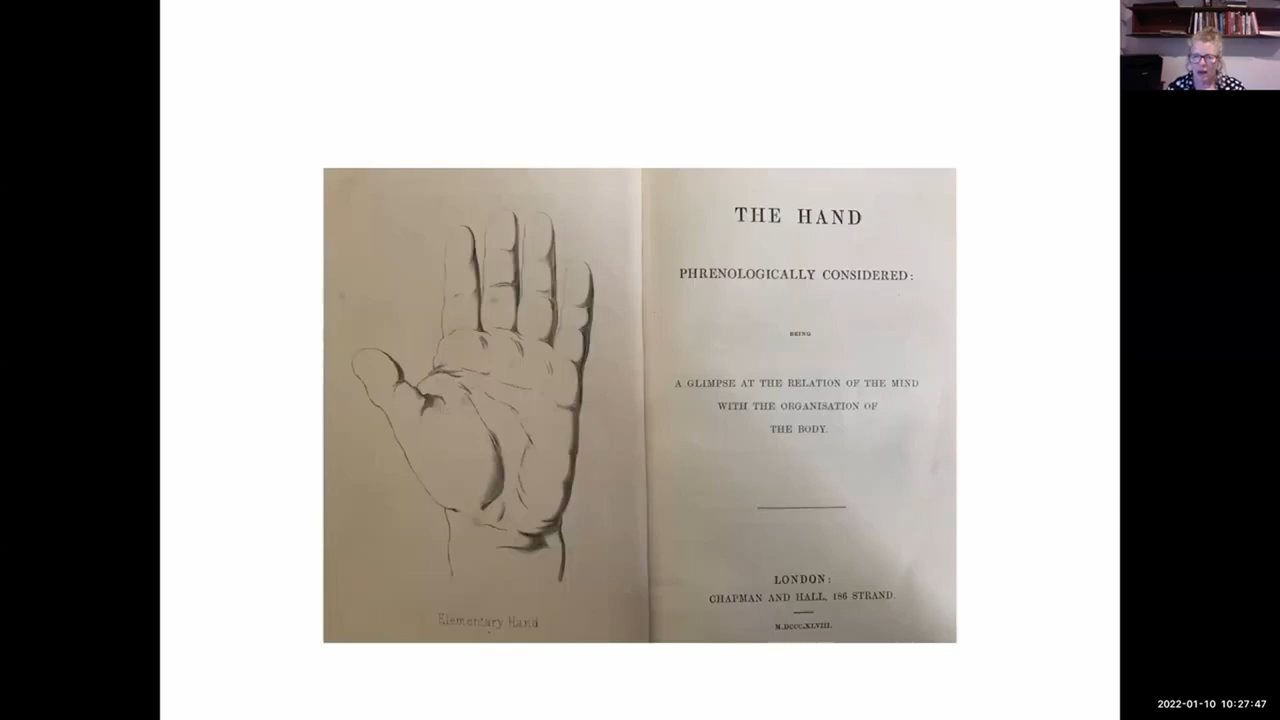 Elementary Hand
THE HAND
PHRENOLOGICALLY CONSIDERED:
BEING
A GLIMPSE AT THE RELATION OF THE MIND
WITH THE ORGANISATION OF
THE BODY.
LONDON:
CHAPMAN AND HALL, 186 STRAND.
M.DCCC.XLVIII.
2022-01-10 10:27:47